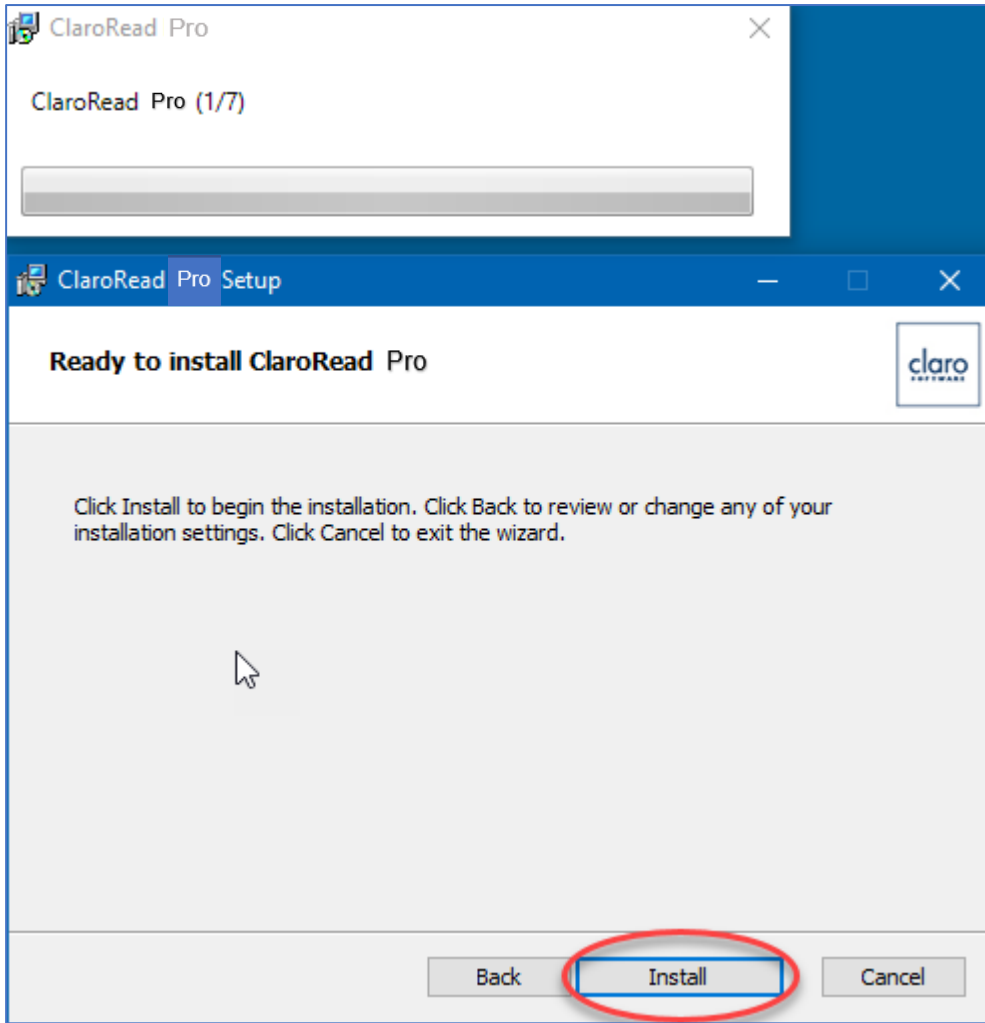 ClaroRead Pro
ClaroRead Pro (1/7)
ClaroRead Pro Setup
Ready to install ClaroRead Pro
claro
SOFTWARE
Click Install to begin the installation. Click Back to review or change any of your
installation settings. Click Cancel to exit the wizard.
Back Install Cancel